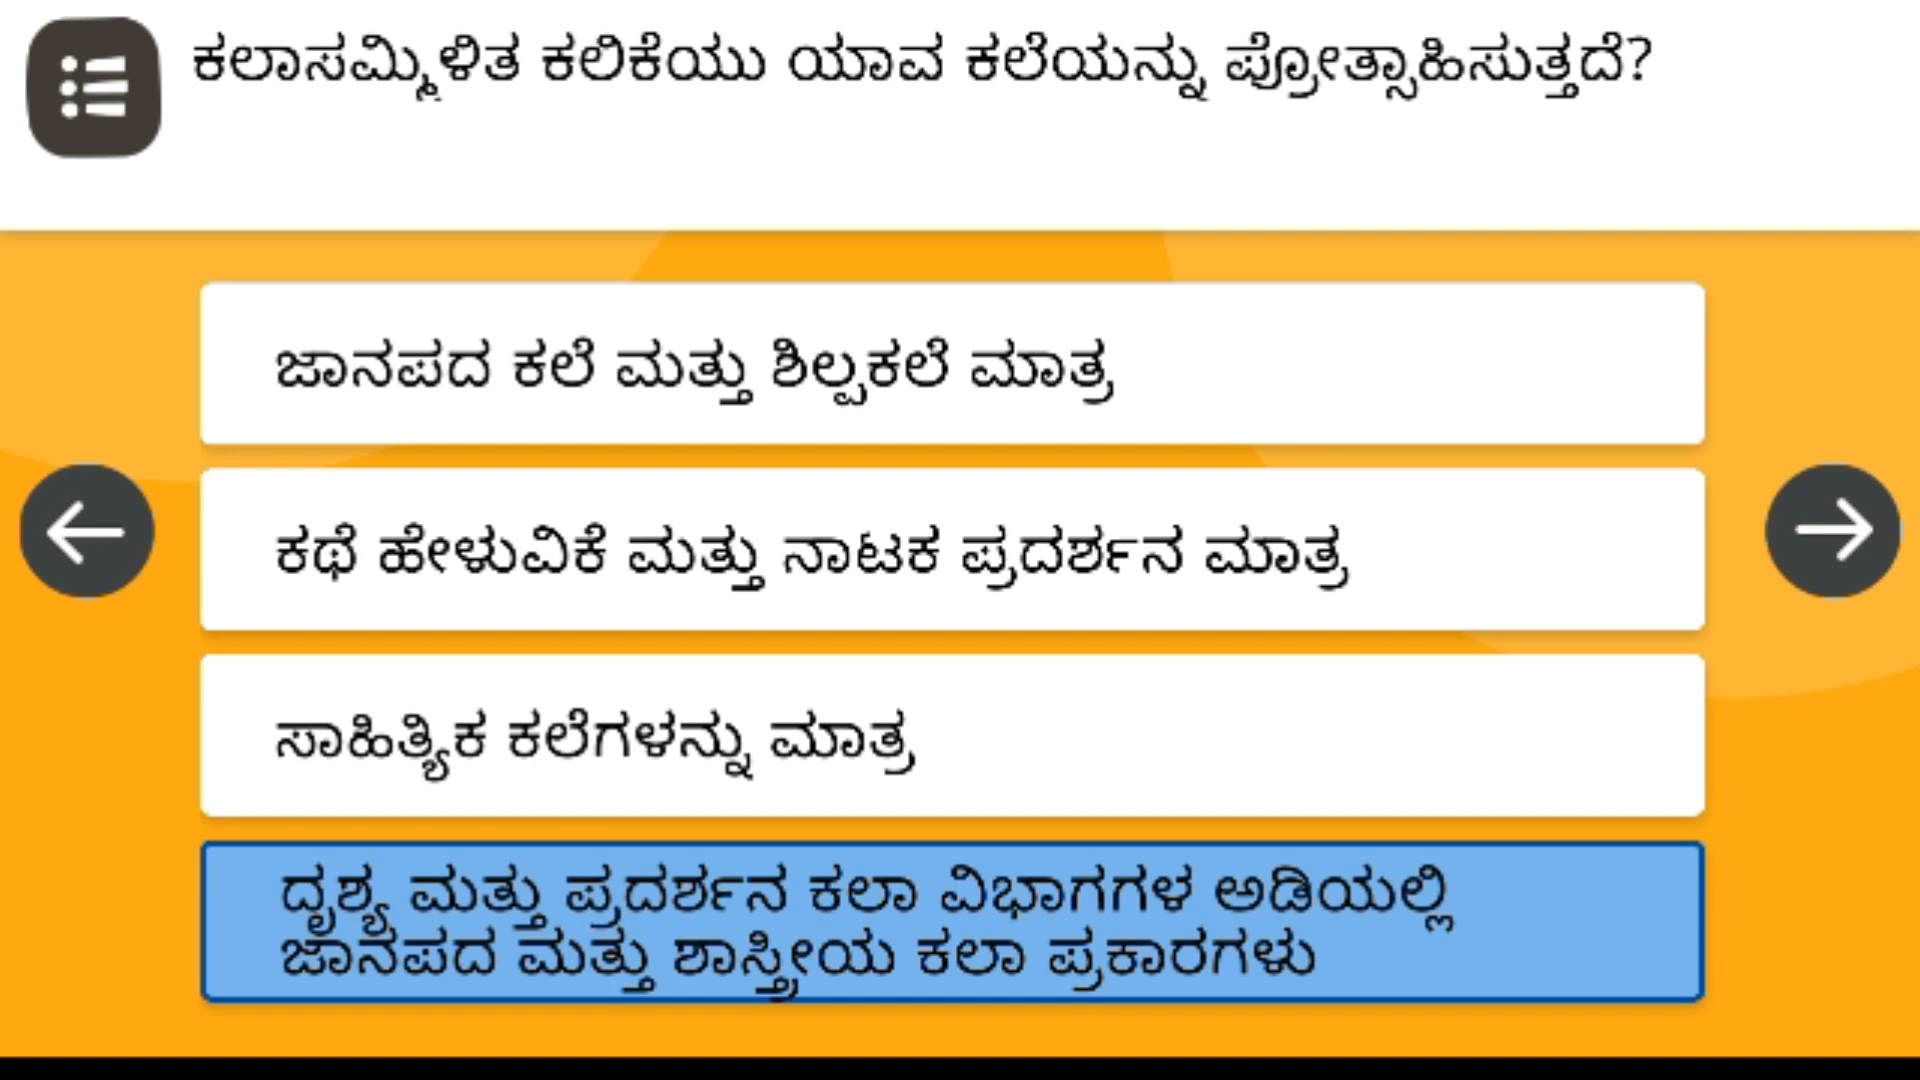 ಕಲಾಸಮ್ಮಿಳಿತ ಕಲಿಕೆಯು ಯಾವ ಕಲೆಯನ್ನು ಪ್ರೋತ್ಸಾಹಿಸುತ್ತದೆ?
ಜಾನಪದ ಕಲೆ ಮತ್ತು ಶಿಲ್ಪಕಲೆ ಮಾತ್ರ
ಕಥೆ ಹೇಳುವಿಕೆ ಮತ್ತು ನಾಟಕ ಪ್ರದರ್ಶನ ಮಾತ್ರ
ಸಾಹಿತ್ಯಿಕ ಕಲೆಗಳನ್ನು ಮಾತ್ರ
ದೃಶ್ಯ ಮತ್ತು ಪ್ರದರ್ಶನ ಕಲಾ ವಿಭಾಗಗಳ ಅಡಿಯಲ್ಲಿ
ಜಾನಪದ ಮತ್ತು ಶಾಸ್ತ್ರೀಯ ಕಲಾ ಪ್ರಕಾರಗಳು